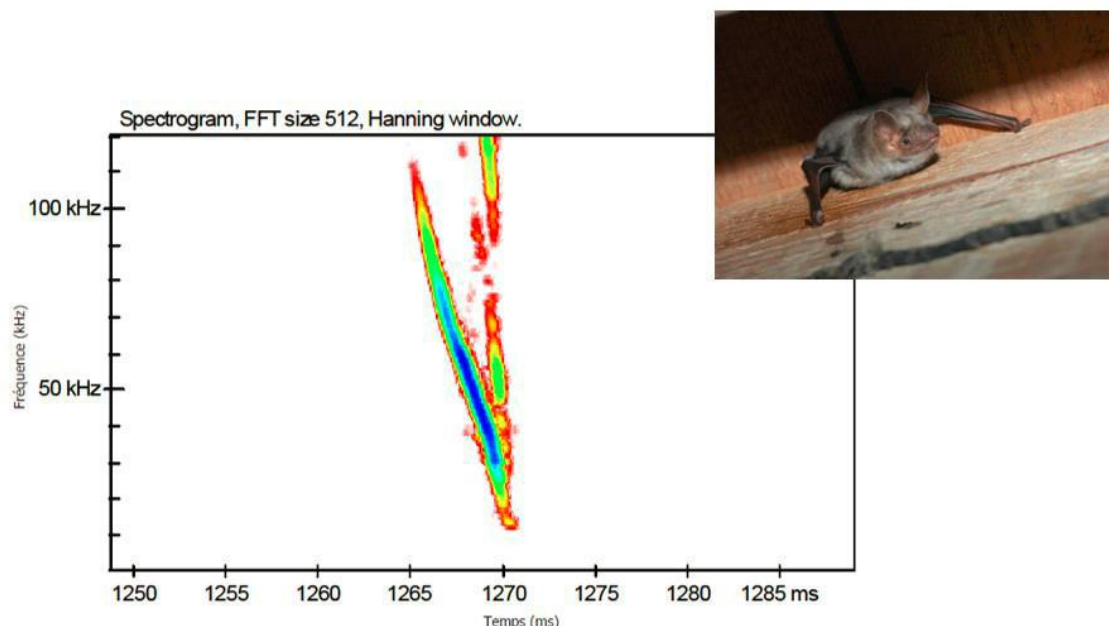 Spectrogram, FFT size 512, Hanning window.
100 kHz
50 kHz
Fréquence (kHz)
1250 1255 1260 1265 1270 1275 1280 1285 ms
Temps (ms)